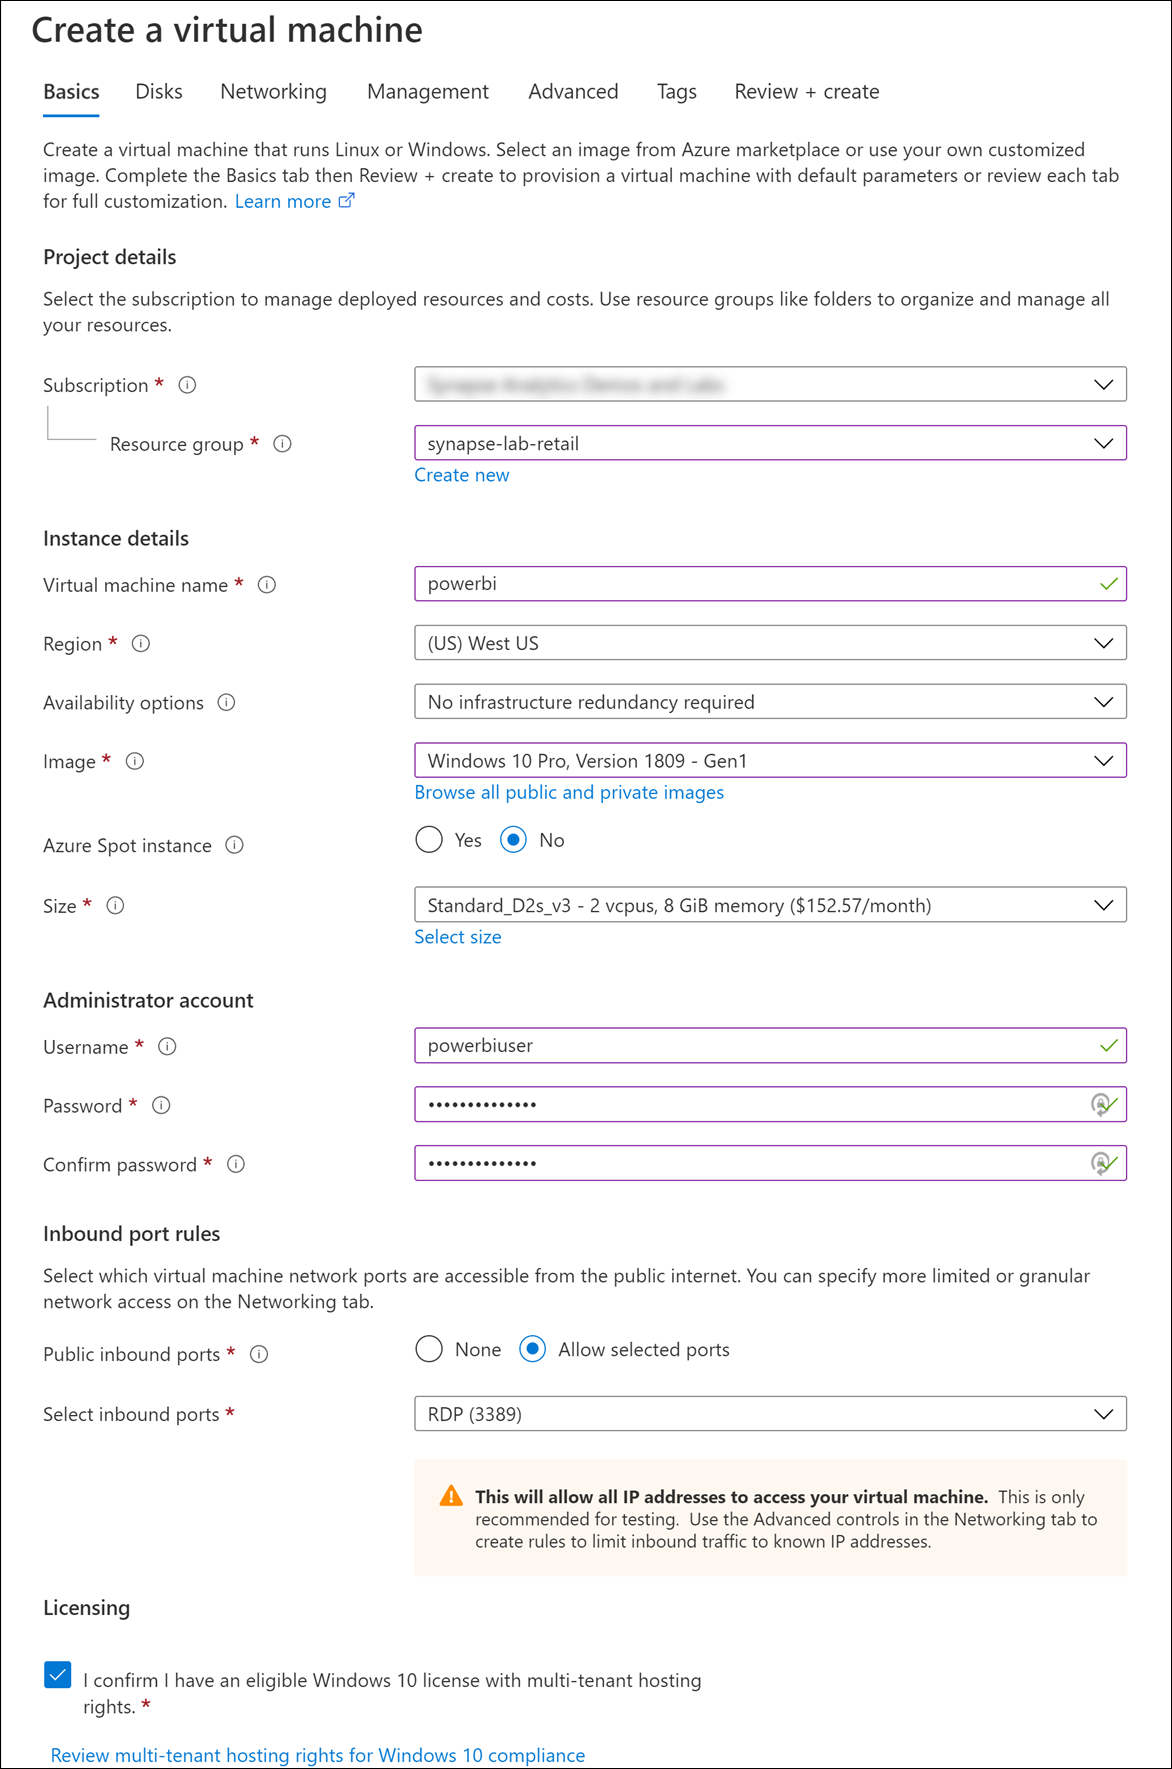 Create a virtual machine
Basics Disks Networking Management Advanced Tags Review + create
Create a virtual machine that runs Linux or Windows. Select an image from Azure marketplace or use your own customized
image. Complete the Basics tab then Review + create to provision a virtual machine with default parameters or review each tab
for full customization. Learn more
Project details
Select the subscription to manage deployed resources and costs. Use resource groups like folders to organize and manage all
your resources.
Subscription *
Resource group * synapse-lab-retail
Create new
Instance details
Virtual machine name * powerbi
Region * (US) West US
Availability options No infrastructure redundancy required
Image * Windows 10 Pro, Version 1809 - Gen1
Browse all public and private images
Azure Spot instance Yes No
Size * Standard_D2s_v3 - 2 vcpus, 8 GiB memory ($152.57/month)
Select size
Administrator account
Username * powerbiuser
Password * ••••••••••••••
Confirm password * ••••••••••••••
Inbound port rules
Select which virtual machine network ports are accessible from the public internet. You can specify more limited or granular
network access on the Networking tab.
Public inbound ports * None Allow selected ports
Select inbound ports * RDP (3389)
This will allow all IP addresses to access your virtual machine. This is only
recommended for testing. Use the Advanced controls in the Networking tab to
create rules to limit inbound traffic to known IP addresses.
Licensing
I confirm I have an eligible Windows 10 license with multi-tenant hosting
rights. *
Review multi-tenant hosting rights for Windows 10 compliance